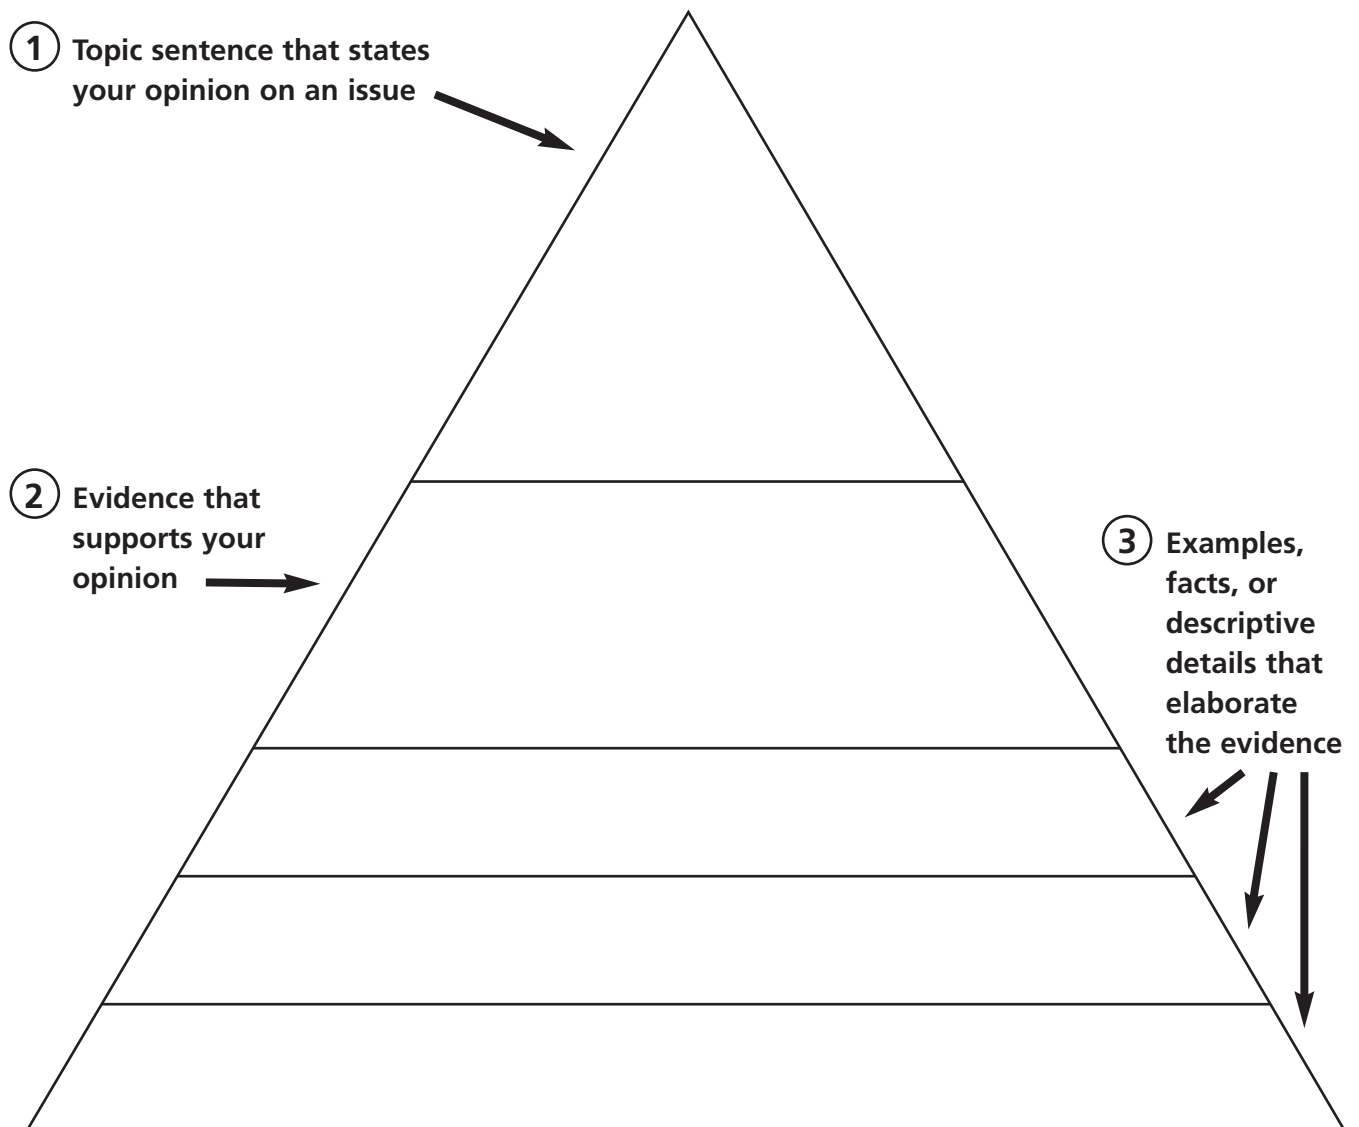 1 Topic sentence that states
your opinion on an issue
2 Evidence that
supports your
opinion
3 Examples,
facts, or
descriptive
details that
elaborate
the evidence